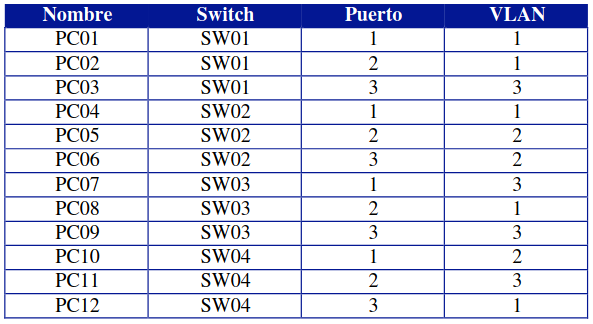 Nombre Switch Puerto VLAN
PC01 SW01 1 1
PC02 SW01 2 1
PC03 SW01 3 3
PC04 SW02 1 1
PC05 SW02 2 2
PC06 SW02 3 2
PC07 SW03 1 3
PC08 SW03 2 1
PC09 SW03 3 3
PC10 SW04 1 2
PC11 SW04 2 3
PC12 SW04 3 1